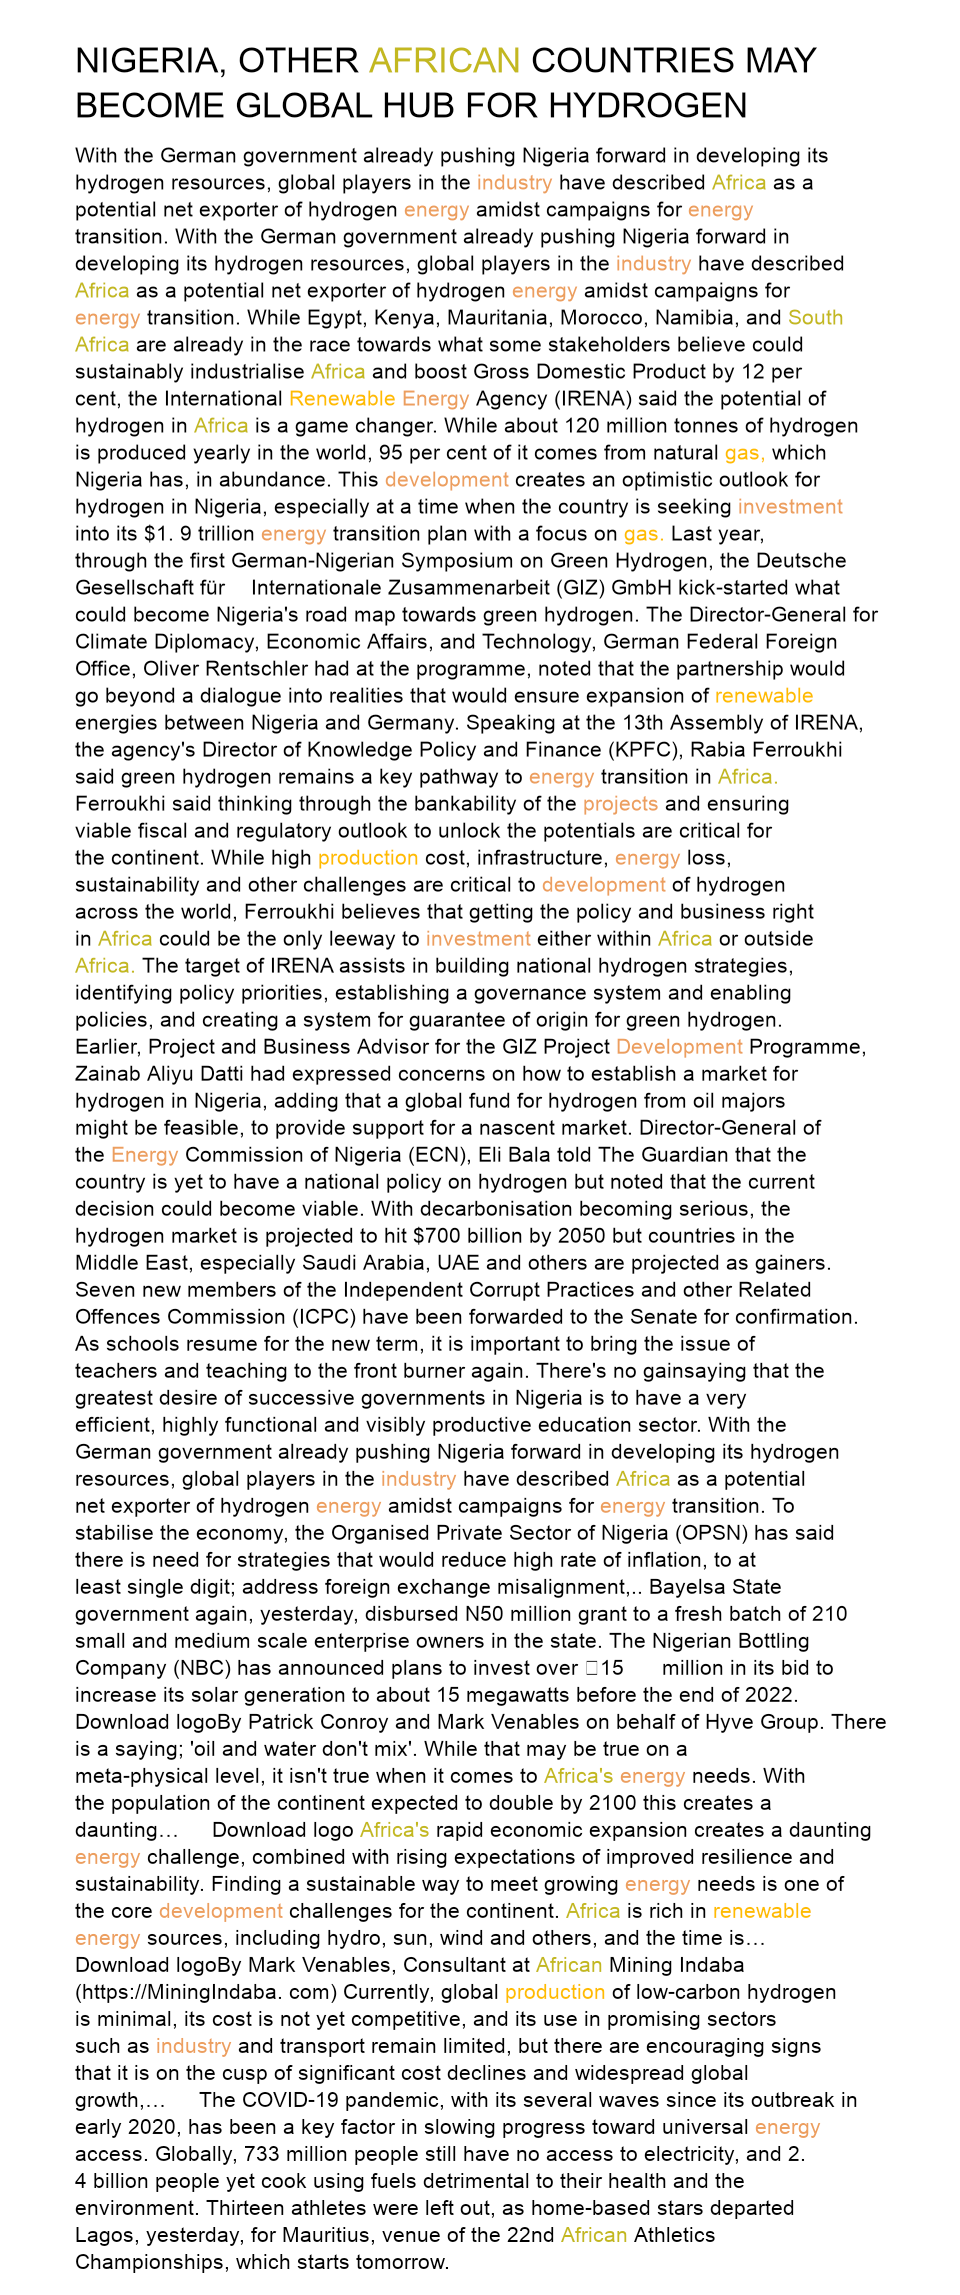 NIGERIA, OTHER AFRICAN COUNTRIES MAY
BECOME GLOBAL HUB FOR HYDROGEN
With the German government already pushing Nigeria forward in developing its
hydrogen resources, global players in the industry have described Africa as a
potential net exporter of hydrogen energy amidst campaigns for energy
transition. With the German government already pushing Nigeria forward in
developing its hydrogen resources, global players in the industry have described
Africa as a potential net exporter of hydrogen energy amidst campaigns for
energy transition. While Egypt, Kenya, Mauritania, Morocco, Namibia, and South
Africa are already in the race towards what some stakeholders believe could
sustainably industrialise Africa and boost Gross Domestic Product by 12 per
cent, the International Renewable Energy Agency (IRENA) said the potential of
hydrogen in Africa is a game changer. While about 120 million tonnes of hydrogen
is produced yearly in the world, 95 per cent of it comes from natural gas, which
Nigeria has, in abundance. This development creates an optimistic outlook for
hydrogen in Nigeria, especially at a time when the country is seeking investment
into its $1. 9 trillion energy transition plan with a focus on gas. Last year,
through the first German-Nigerian Symposium on Green Hydrogen, the Deutsche
Gesellschaft für Internationale Zusammenarbeit (GIZ) GmbH kick-started what
could become Nigeria's road map towards green hydrogen. The Director-General for
Climate Diplomacy, Economic Affairs, and Technology, German Federal Foreign
Office, Oliver Rentschler had at the programme, noted that the partnership would
go beyond a dialogue into realities that would ensure expansion of renewable
energies between Nigeria and Germany. Speaking at the 13th Assembly of IRENA,
the agency's Director of Knowledge Policy and Finance (KPFC), Rabia Ferroukhi
said green hydrogen remains a key pathway to energy transition in Africa.
Ferroukhi said thinking through the bankability of the projects and ensuring
viable fiscal and regulatory outlook to unlock the potentials are critical for
the continent. While high production cost, infrastructure, energy loss,
sustainability and other challenges are critical to development of hydrogen
across the world, Ferroukhi believes that getting the policy and business right
in Africa could be the only leeway to investment either within Africa or outside
Africa. The target of IRENA assists in building national hydrogen strategies,
identifying policy priorities, establishing a governance system and enabling
policies, and creating a system for guarantee of origin for green hydrogen.
Earlier, Project and Business Advisor for the GIZ Project Development Programme,
Zainab Aliyu Datti had expressed concerns on how to establish a market for
hydrogen in Nigeria, adding that a global fund for hydrogen from oil majors
might be feasible, to provide support for a nascent market. Director-General of
the Energy Commission of Nigeria (ECN), Eli Bala told The Guardian that the
country is yet to have a national policy on hydrogen but noted that the current
decision could become viable. With decarbonisation becoming serious, the
hydrogen market is projected to hit $700 billion by 2050 but countries in the
Middle East, especially Saudi Arabia, UAE and others are projected as gainers.
Seven new members of the Independent Corrupt Practices and other Related
Offences Commission (ICPC) have been forwarded to the Senate for confirmation.
As schools resume for the new term, it is important to bring the issue of
teachers and teaching to the front burner again. There's no gainsaying that the
greatest desire of successive governments in Nigeria is to have a very
efficient, highly functional and visibly productive education sector. With the
German government already pushing Nigeria forward in developing its hydrogen
resources, global players in the industry have described Africa as a potential
net exporter of hydrogen energy amidst campaigns for energy transition. To
stabilise the economy, the Organised Private Sector of Nigeria (OPSN) has said
there is need for strategies that would reduce high rate of inflation, to at
least single digit; address foreign exchange misalignment,.. Bayelsa State
government again, yesterday, disbursed N50 million grant to a fresh batch of 210
small and medium scale enterprise owners in the state. The Nigerian Bottling
Company (NBC) has announced plans to invest over □15 million in its bid to
increase its solar generation to about 15 megawatts before the end of 2022.
Download logoBy Patrick Conroy and Mark Venables on behalf of Hyve Group. There
is a saying; 'oil and water don't mix'. While that may be true on a
meta-physical level, it isn't true when it comes to Africa's energy needs. With
the population of the continent expected to double by 2100 this creates a
daunting… Download logo Africa's rapid economic expansion creates a daunting
energy challenge, combined with rising expectations of improved resilience and
sustainability. Finding a sustainable way to meet growing energy needs is one of
the core development challenges for the continent. Africa is rich in renewable
energy sources, including hydro, sun, wind and others, and the time is…
Download logoBy Mark Venables, Consultant at African Mining Indaba
(https://MiningIndaba. com) Currently, global production of low-carbon hydrogen
is minimal, its cost is not yet competitive, and its use in promising sectors
such as industry and transport remain limited, but there are encouraging signs
that it is on the cusp of significant cost declines and widespread global
growth,… The COVID-19 pandemic, with its several waves since its outbreak in
early 2020, has been a key factor in slowing progress toward universal energy
access. Globally, 733 million people still have no access to electricity, and 2.
4 billion people yet cook using fuels detrimental to their health and the
environment. Thirteen athletes were left out, as home-based stars departed
Lagos, yesterday, for Mauritius, venue of the 22nd African Athletics
Championships, which starts tomorrow.